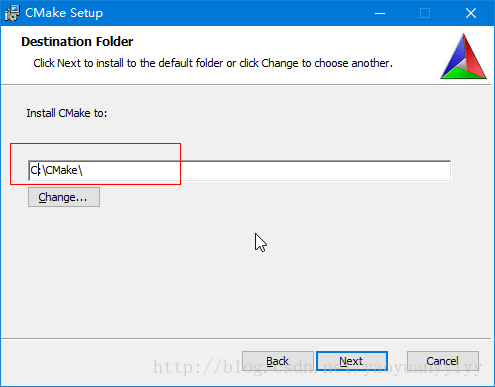 CMake Setup
Destination Folder
Click Next to install to the default folder or click Change to choose another.
Install CMake to:
C:\CMake\
Change...
Back
Next
Cancel
http://blog.csdn.net/yaoyuanyylyy